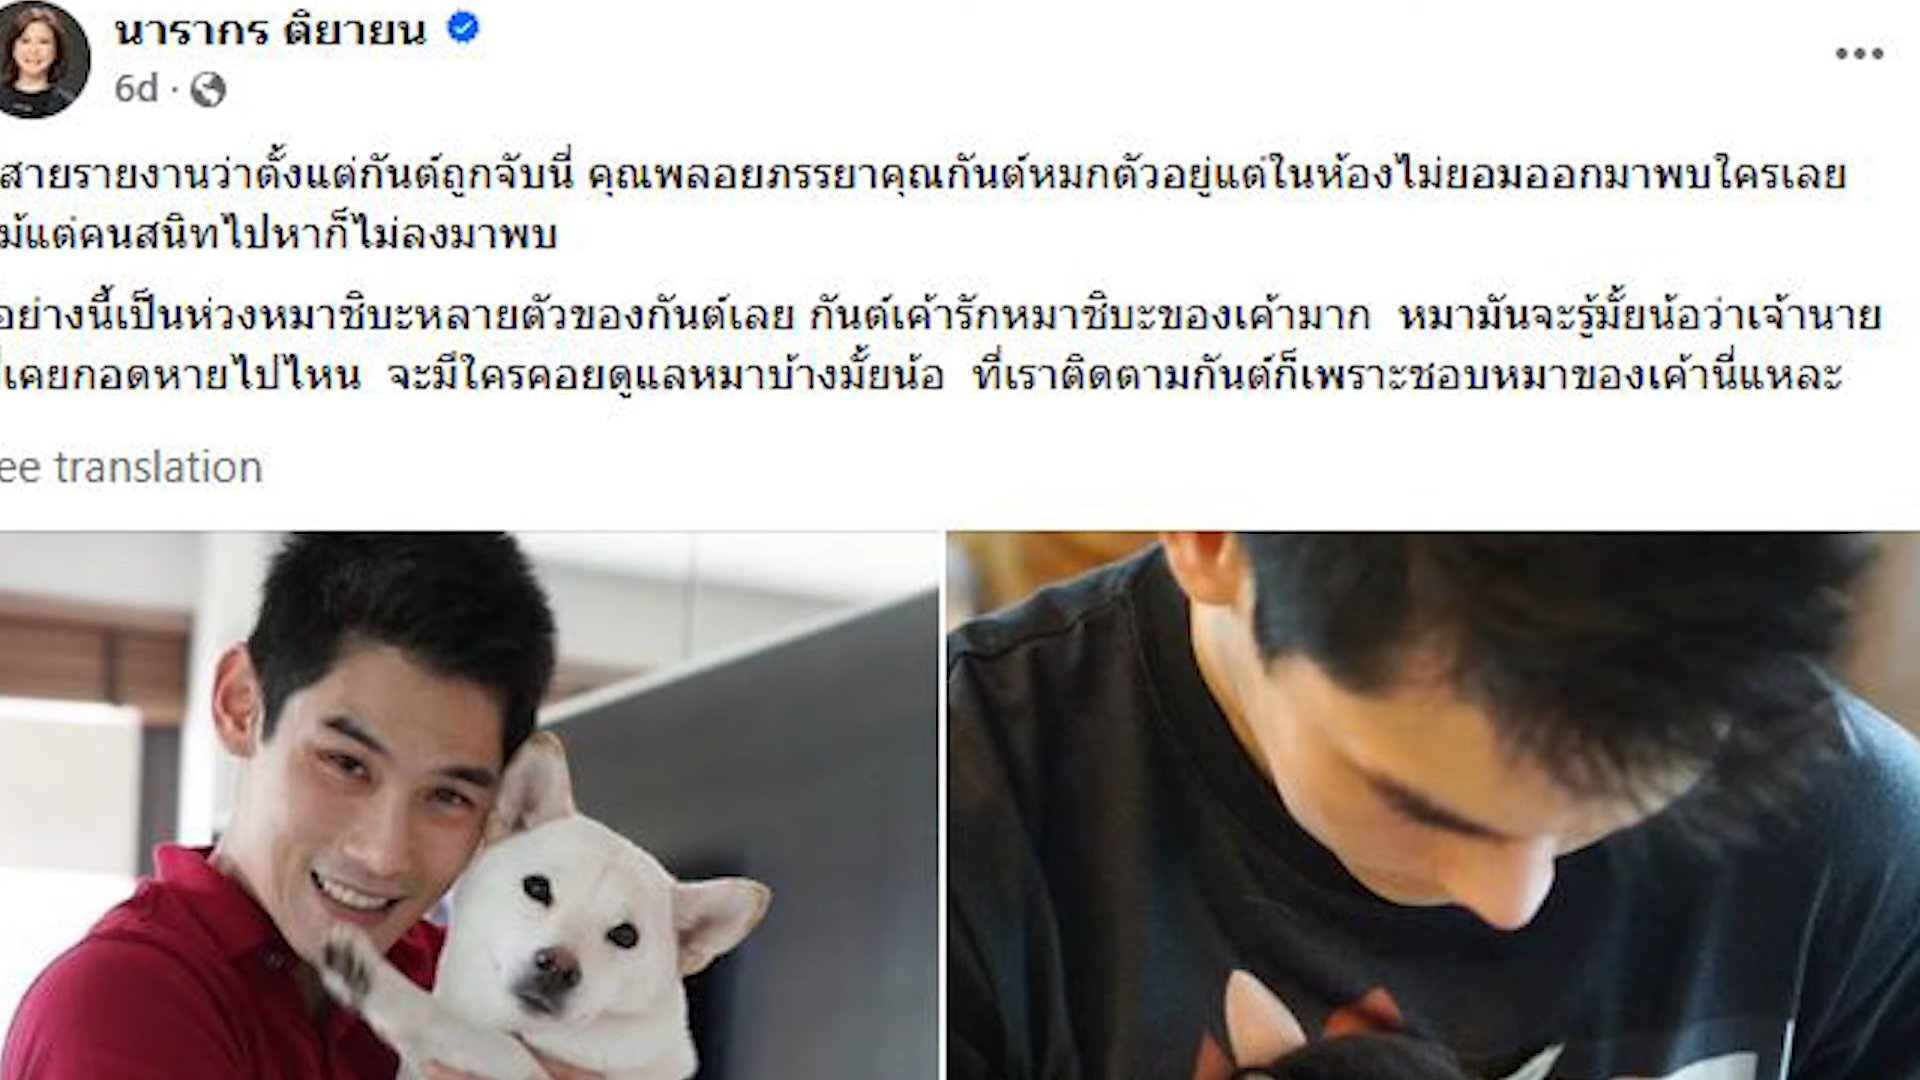 นารากร ติยายน
6d ·
สายรายงานว่าตั้งแต่กันต์ถูกจับนี่ คุณพลอยภรรยาคุณกันต์หมกตัวอยู่แต่ในห้องไม่ยอมออกมาพบใครเลย
ม้แต่คนสนิทไปหาก็ไม่ลงมาพบ
อย่างนี้เป็นห่วงหมาชิบะหลายตัวของกันต์เลย กันต์เค้ารักหมาชิบะของเค้ามาก หมามันจะรู้มั้ยน้อว่าเจ้านาย
ี่เคยกอดหายไปไหน จะมีใครคอยดูแลหมาบ้างมั้ยน้อ ที่เราติดตามกันต์ก็เพราะชอบหมาของเค้านี่แหละ
ee translation